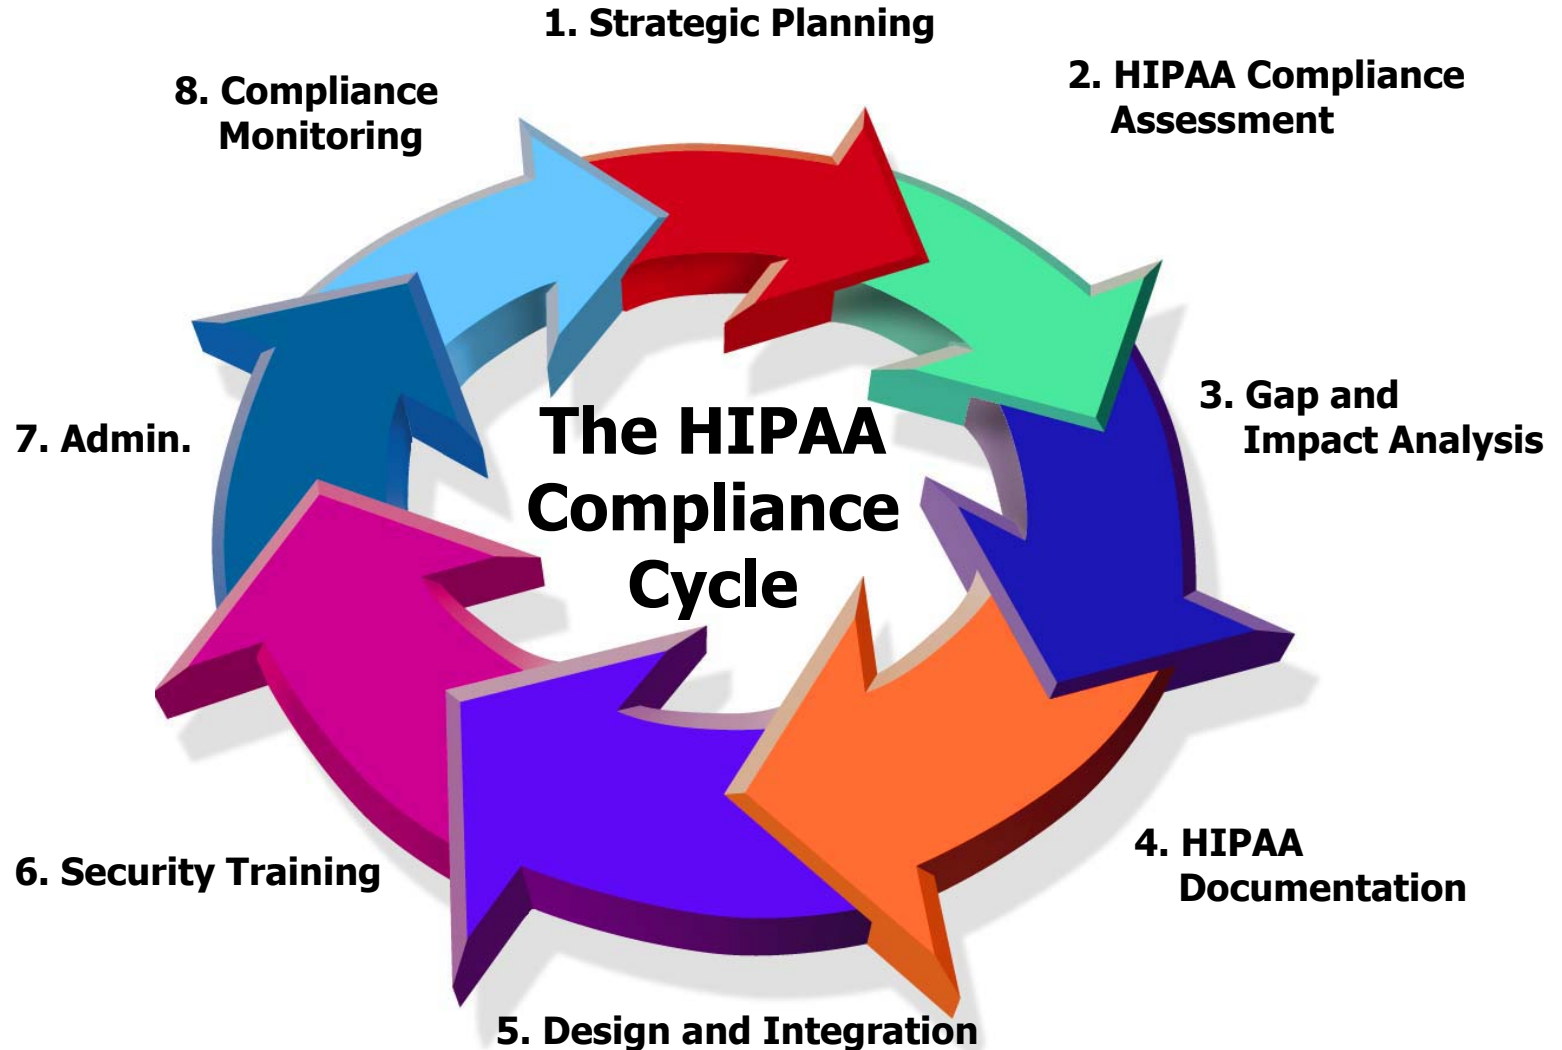 1. Strategic Planning
2. HIPAA Compliance
Assessment
3. Gap and
Impact Analysis
4. HIPAA
Documentation
5. Design and Integration
6. Security Training
7. Admin.
8. Compliance
Monitoring
The HIPAA
Compliance
Cycle